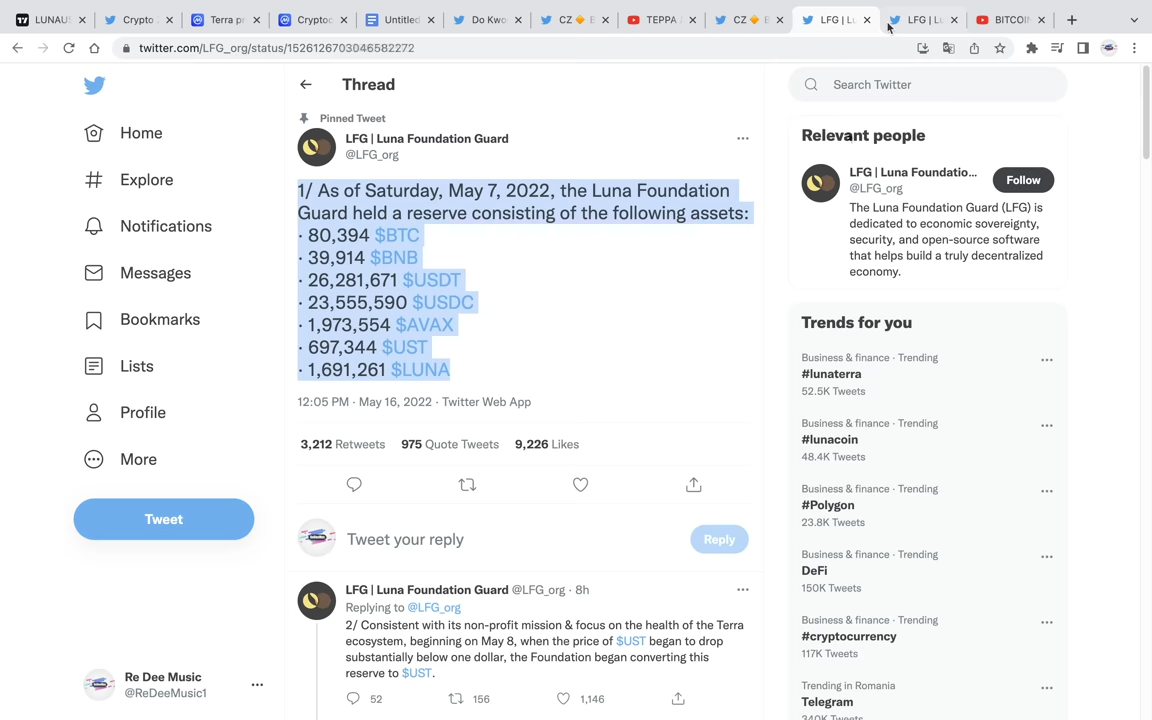 LUNAUS
Crypto
Terra pr
Cryptoc
Untitled
Do Kwo
CZ 🔶 B
TEPPA
CZ 🔶 B
LFG | Lu
LFG | Lu
BITCOI
twitter.com/LFG_org/status/1526126703046582272
Thread
Search Twitter
Home
Explore
Notifications
Messages
Bookmarks
Lists
Profile
More
Tweet
Re Dee Music
@ReDeeMusic1
Pinned Tweet
LFG | Luna Foundation Guard
@LFG_org
1/ As of Saturday, May 7, 2022, the Luna Foundation
Guard held a reserve consisting of the following assets:
· 80,394 $BTC
· 39,914 $BNB
· 26,281,671 $USDT
· 23,555,590 $USDC
· 1,973,554 $AVAX
· 697,344 $UST
· 1,691,261 $LUNA
12:05 PM · May 16, 2022 · Twitter Web App
3,212 Retweets 975 Quote Tweets 9,226 Likes
Tweet your reply
Reply
LFG | Luna Foundation Guard @LFG_org · 8h
Replying to @LFG_org
2/ Consistent with its non-profit mission & focus on the health of the Terra
ecosystem, beginning on May 8, when the price of $UST began to drop
substantially below one dollar, the Foundation began converting this
reserve to $UST.
52 156 1,146
Relevant people
LFG | Luna Foundatio...
@LFG_org
Follow
The Luna Foundation Guard (LFG) is
dedicated to economic sovereignty,
security, and open-source software
that helps build a truly decentralized
economy.
Trends for you
Business & finance · Trending
#lunaterra
52.5K Tweets
Business & finance · Trending
#lunacoin
48.4K Tweets
Business & finance · Trending
#Polygon
23.8K Tweets
Business & finance · Trending
DeFi
150K Tweets
Business & finance · Trending
#cryptocurrency
117K Tweets
Trending in Romania
Telegram
340K Tweets